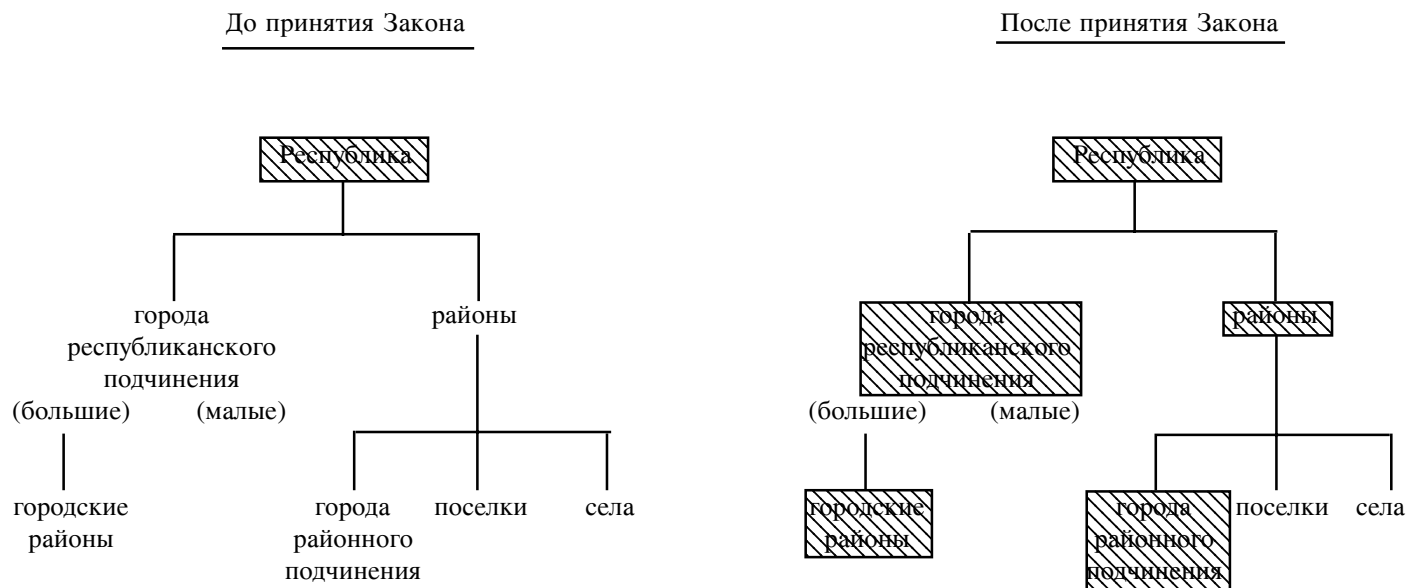 До принятия Закона
Республика
города
республиканского
подчинения
(большие) (малые)
районы
городские
районы
города
районного
подчинения
поселки
села
После принятия Закона
Республика
города
республиканского
подчинения
(большие) (малые)
районы
городские
районы
города
районного
подчинения
поселки
села